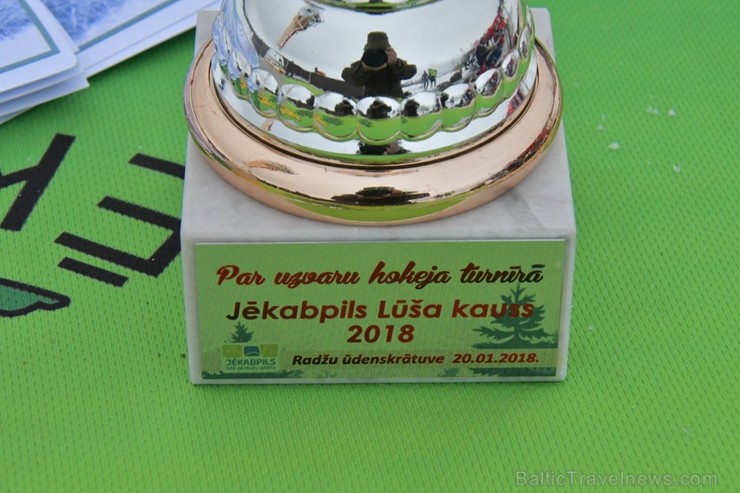 Par uzvaru hokeja turnīrā
Jēkabpils Lūša kauss
2018
Radžu ūdenskrātuve 20.01.2018.
JĒKABPILS
BalticTravelnews.com